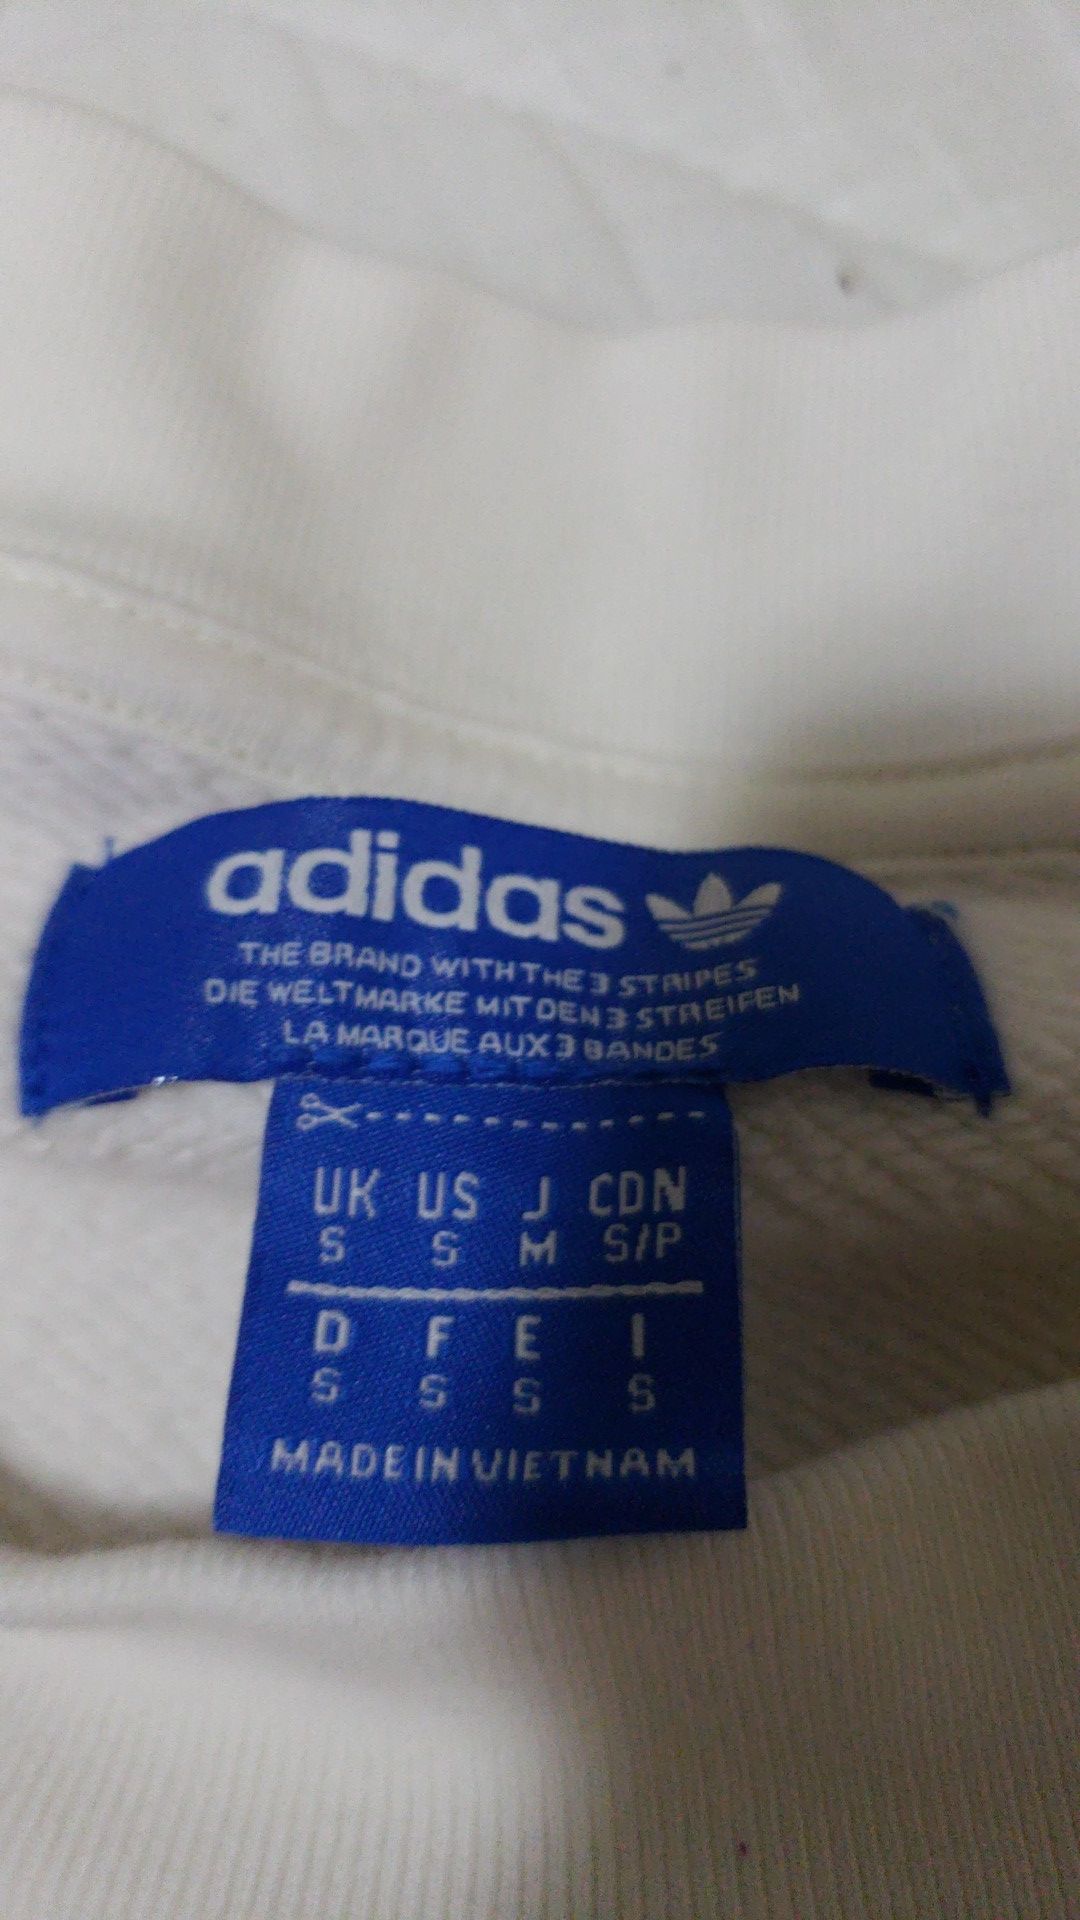 adidas
THE BRAND WITH THE 3 STRIPES
DIE WELTMARKE MIT DEN 3 STREIFEN
LA MARQUE AUX 3 BANDES
UK US J CDN
S S M S/P
D F E I
S S S S
MADE IN VIETNAM